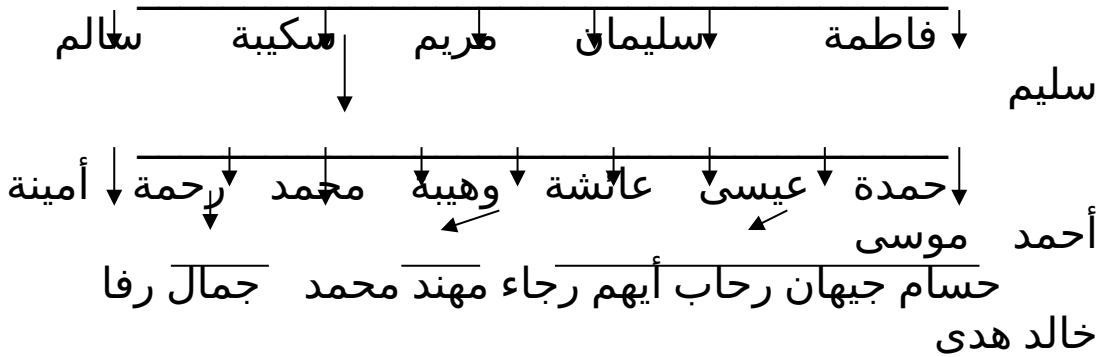 فاطمة سليمان مريم سكيبة سالم
سليم
حمدة عيسى عائشة وهيبة محمد رحمة أمينة
أحمد موسى
حسام جيهان رحاب أيهم رجاء مهند محمد جمال رفا
خالد هدى